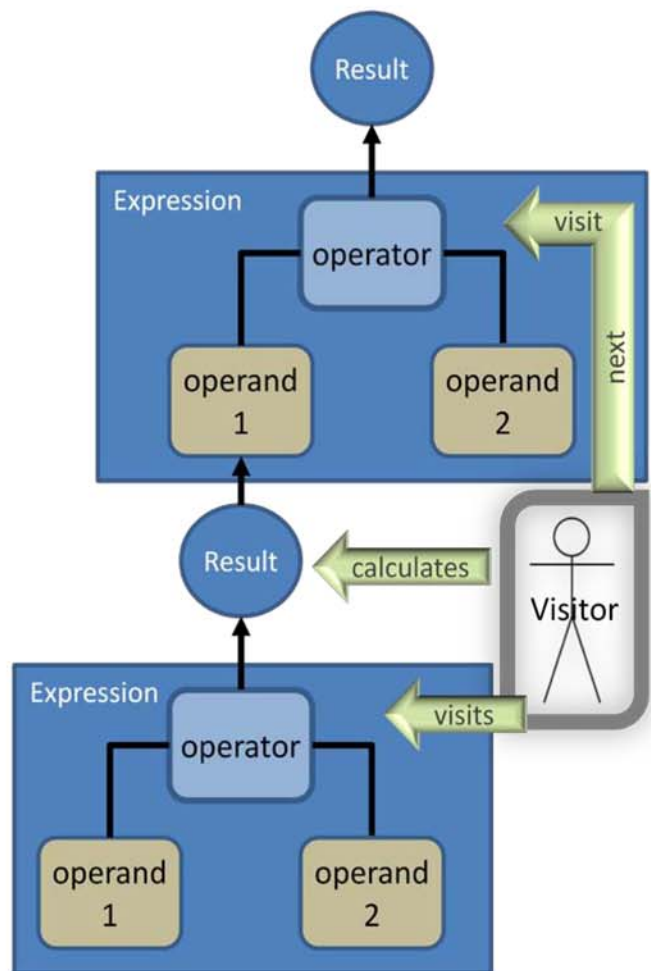 Result
Expression
operator
visit
next
operand
1
operand
2
Result
calculates
Visitor
Expression
operator
visits
operand
1
operand
2